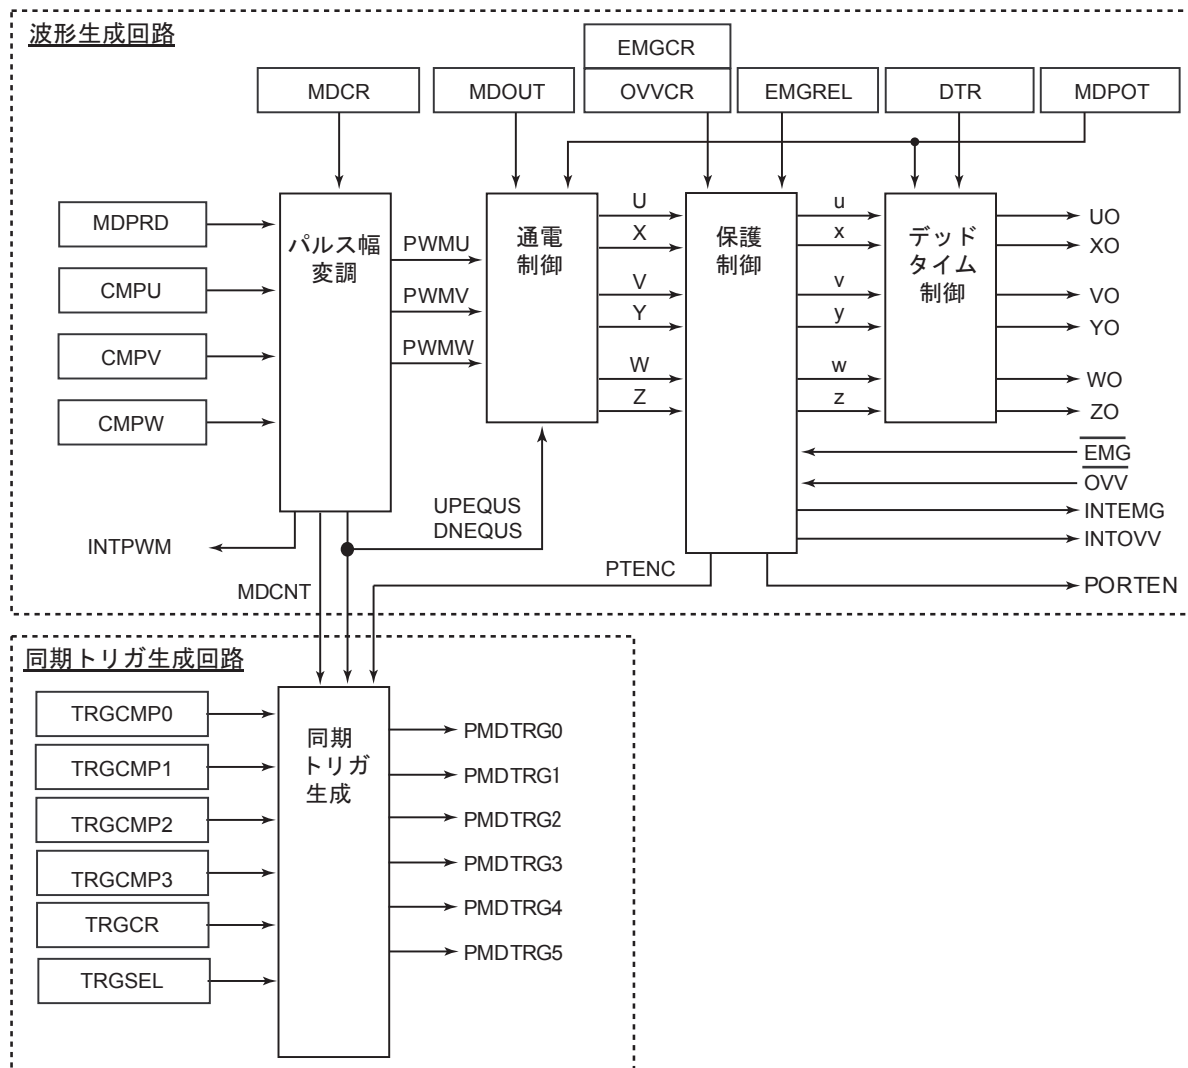 波形生成回路
EMGCR
MDCR
MDOUT
OVVCR
EMGREL
DTR
MDPOT
MDPRD
CMPU
CMPV
CMPW
パルス幅
変調
PWMU
PWMV
PWMW
通電
制御
U
X
V
Y
W
Z
保護
制御
u
x
v
y
w
z
デッド
タイム
制御
UO
XO
VO
YO
WO
ZO
EMG
OVV
INTEMG
INTOVV
PORTEN
UPEQUS
DNEQUS
INTPWM
MDCNT
PTENC
同期トリガ生成回路
TRGCMP0
TRGCMP1
TRGCMP2
TRGCMP3
TRGCR
TRGSEL
同期
トリガ
生成
PMDTRG0
PMDTRG1
PMDTRG2
PMDTRG3
PMDTRG4
PMDTRG5